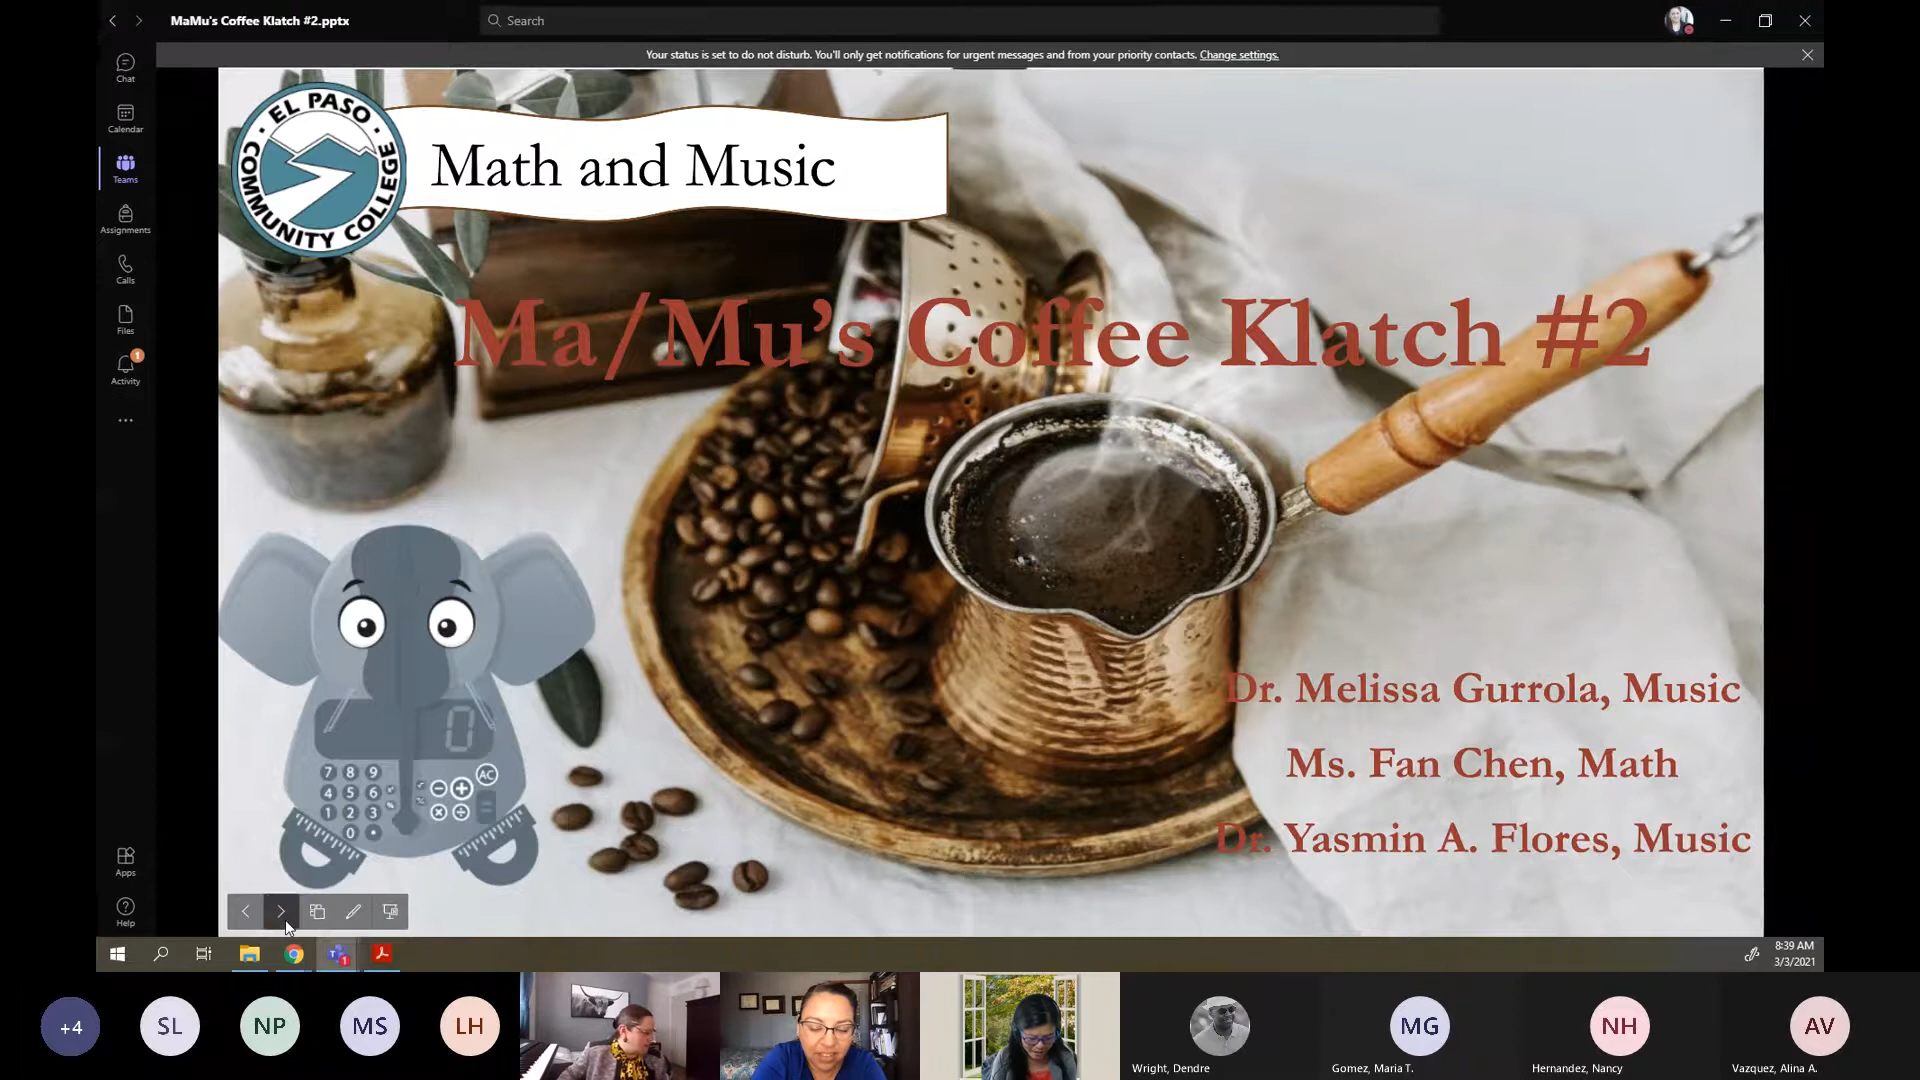 MaMu's Coffee Klatch #2.pptx
Search
Your status is set to do not disturb. You'll only get notifications for urgent messages and from your priority contacts. Change settings.
Chat
Calendar
Teams
Assignments
Calls
Files
1
Activity
Apps
Help
EL PASO COMMUNITY COLLEGE
Math and Music
Ma/Mu's Coffee Klatch #2
Dr. Melissa Gurrola, Music
Ms. Fan Chen, Math
Dr. Yasmin A. Flores, Music
0
AC
7 8 9
4 5 6
1 2 3
0 •
− +
× ÷ =
8:39 AM
3/3/2021
+4
SL
NP
MS
LH
Wright, Dendre
MG
Gomez, Maria T.
NH
Hernandez, Nancy
AV
Vazquez, Alina A.